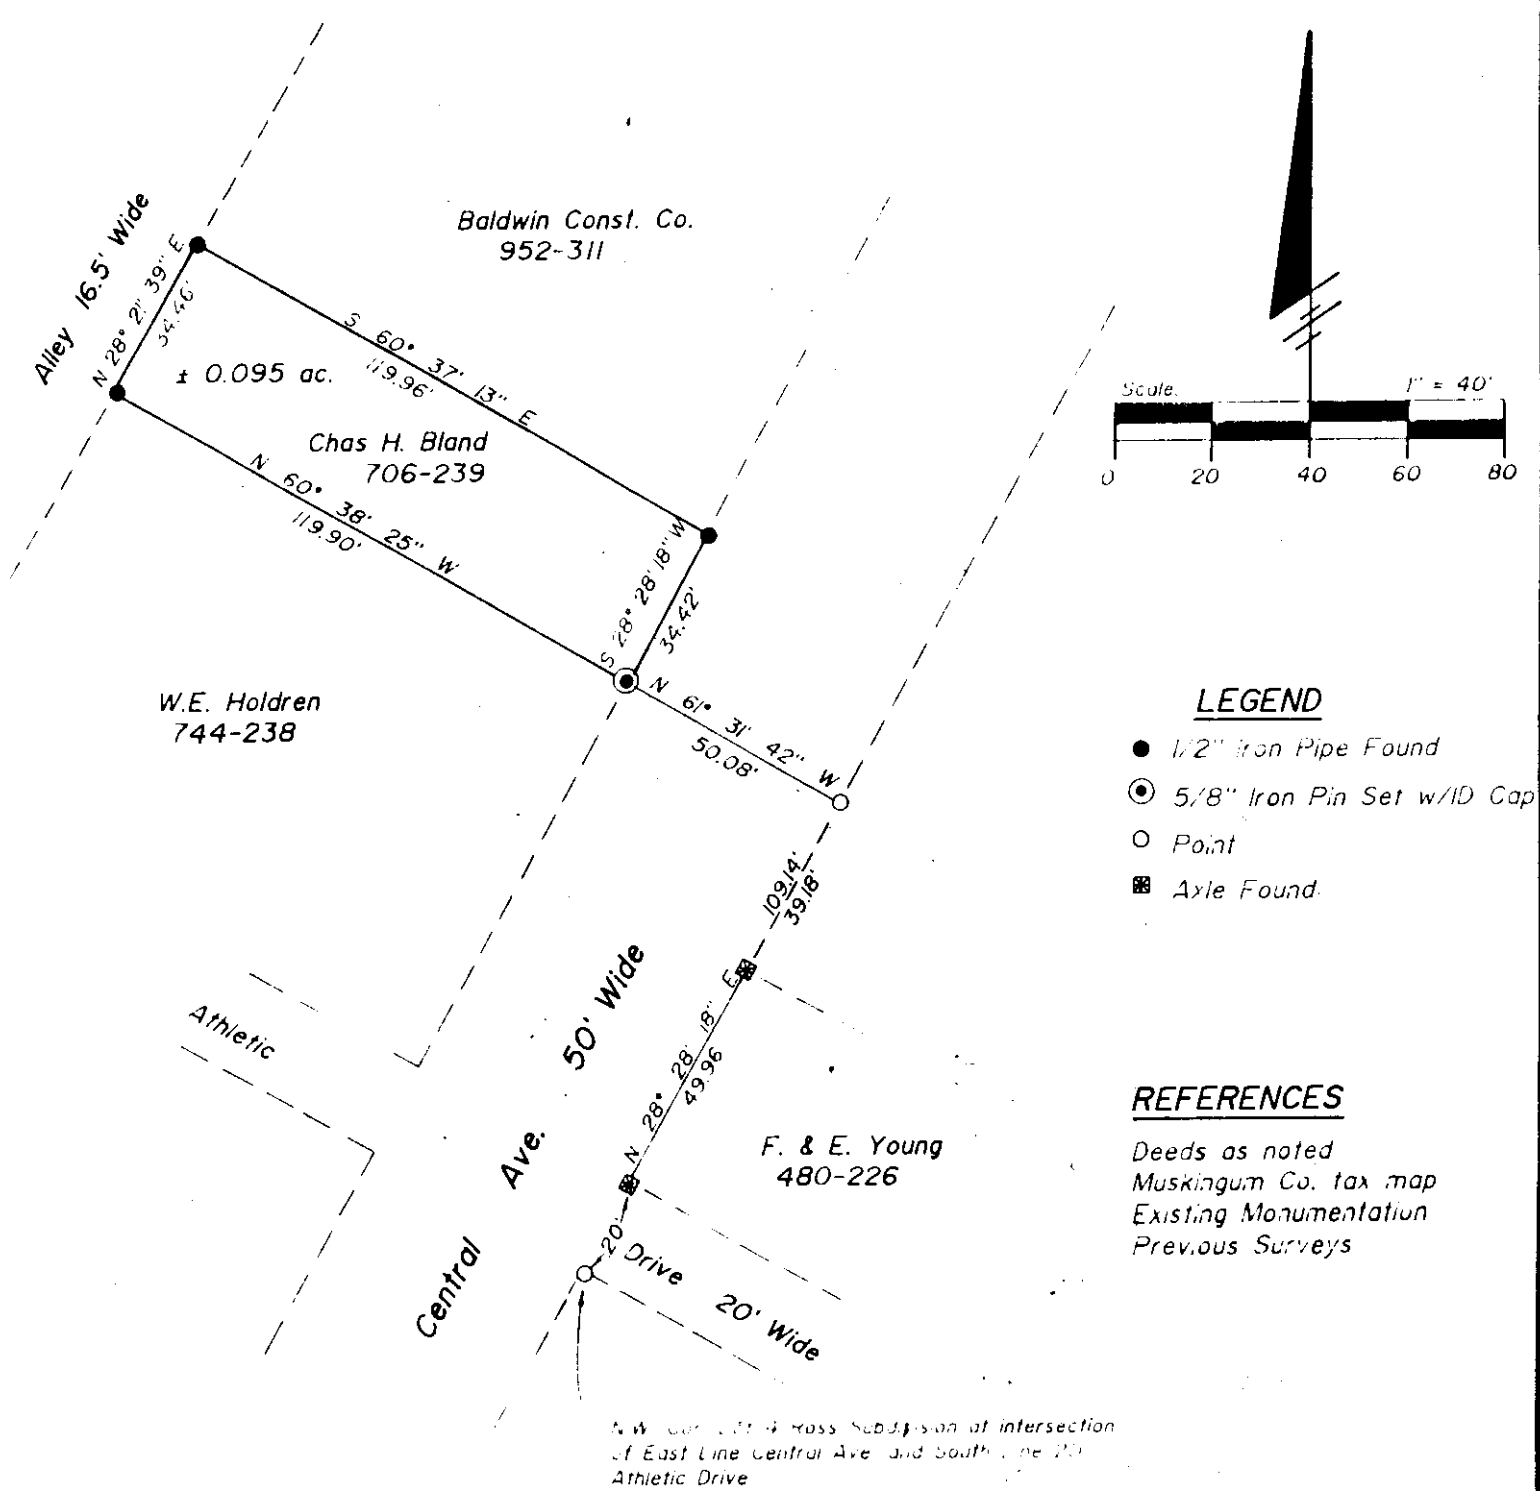 Alley 16.5' Wide
N 28° 21' 39" E
34.46'
± 0.095 ac.
Baldwin Const. Co.
952-311
S 60° 37' 13" E
119.96'
Chas H. Bland
706-239
N 60° 38' 25" W
119.90'
S 28° 28' 18" W
34.42'
W.E. Holdren
744-238
N 61° 31' 42" W
50.08'
109.14'
39.18'
N 28° 28' 18" E
49.96
Athletic
Central Ave. 50' Wide
F. & E. Young
480-226
20'
Drive 20' Wide
N.W. Ross Subdivision at intersection
of East Line Central Ave and South Line 20'
Athletic Drive
Scale 1" = 40'
0 20 40 60 80
LEGEND
1/2" Iron Pipe Found
5/8" Iron Pin Set w/ID Cap
Point
Axle Found
REFERENCES
Deeds as noted
Muskingum Co. tax map
Existing Monumentation
Previous Surveys